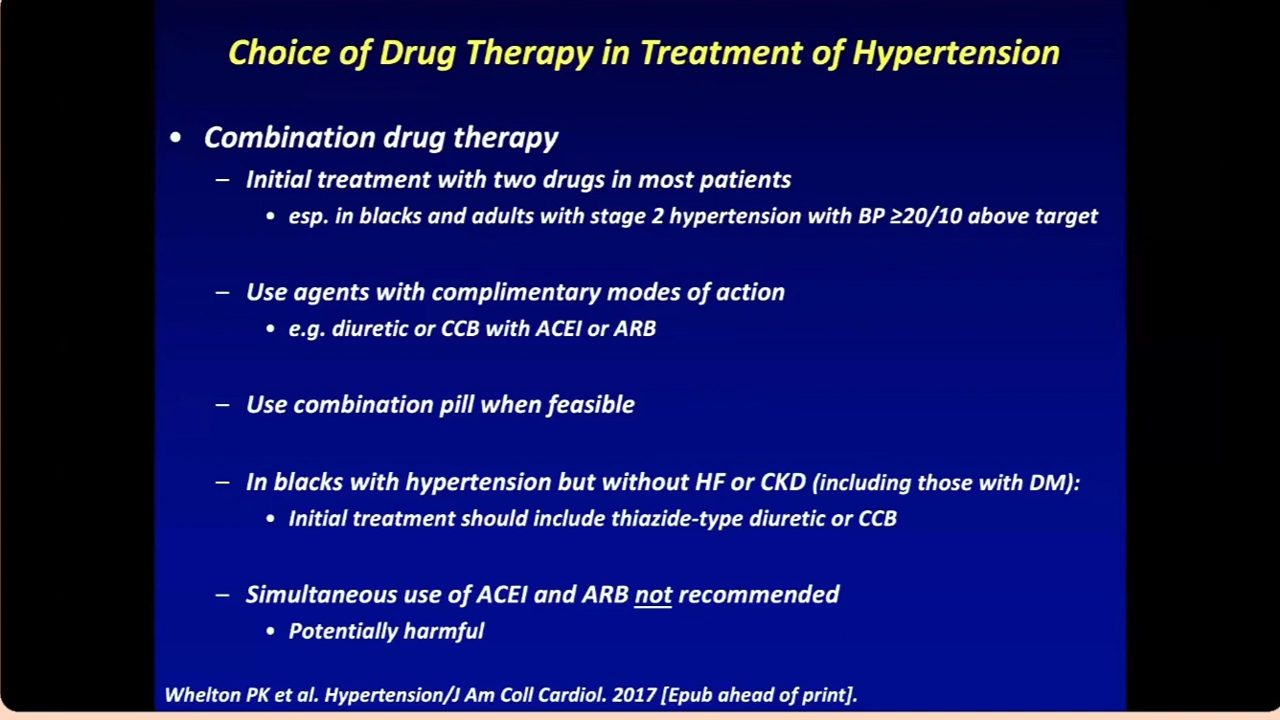 Choice of Drug Therapy in Treatment of Hypertension
• Combination drug therapy
– Initial treatment with two drugs in most patients
• esp. in blacks and adults with stage 2 hypertension with BP ≥20/10 above target
– Use agents with complimentary modes of action
• e.g. diuretic or CCB with ACEI or ARB
– Use combination pill when feasible
– In blacks with hypertension but without HF or CKD (including those with DM):
• Initial treatment should include thiazide-type diuretic or CCB
– Simultaneous use of ACEI and ARB not recommended
• Potentially harmful
Whelton PK et al. Hypertension/J Am Coll Cardiol. 2017 [Epub ahead of print].